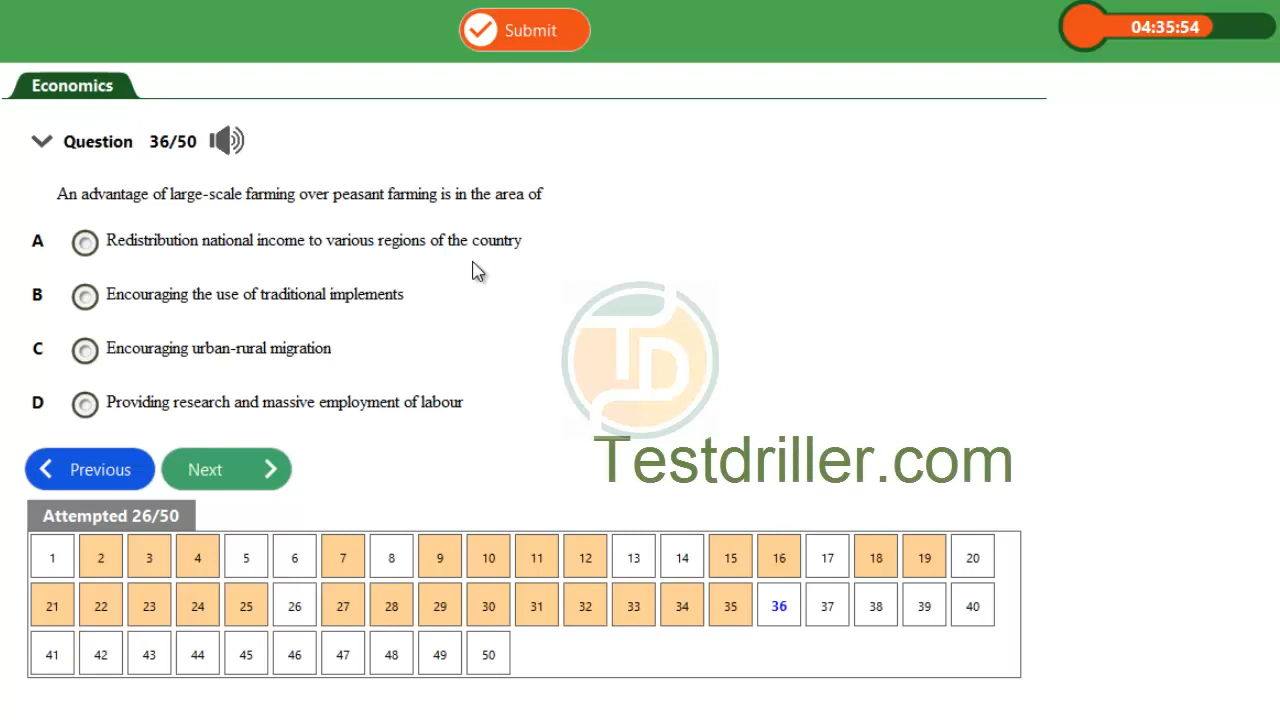 Submit
04:35:54
Economics
Question 36/50
An advantage of large-scale farming over peasant farming is in the area of
A Redistribution national income to various regions of the country
B Encouraging the use of traditional implements
C Encouraging urban-rural migration
D Providing research and massive employment of labour
TD
Testdriller.com
Previous Next
Attempted 26/50
1 2 3 4 5 6 7 8 9 10 11 12 13 14 15 16 17 18 19 20
21 22 23 24 25 26 27 28 29 30 31 32 33 34 35 36 37 38 39 40
41 42 43 44 45 46 47 48 49 50